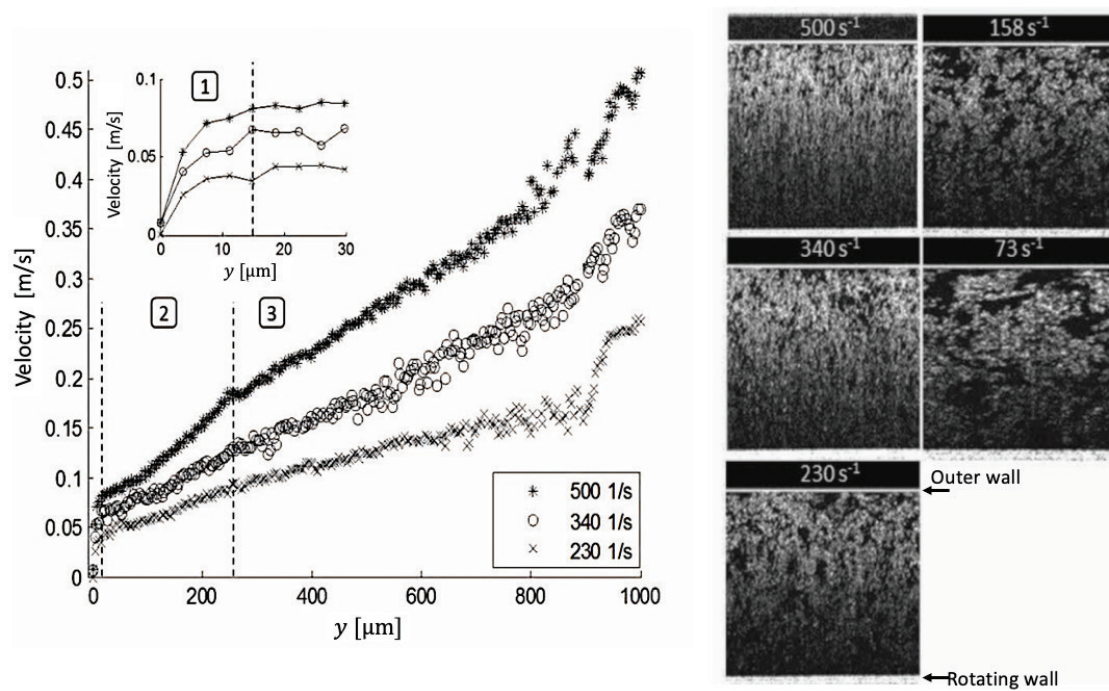 0.5
0.45
0.4
0.35
0.3
0.25
0.2
0.15
0.1
0.05
0
Velocity [m/s]
0 200 400 600 800 1000
y [μm]
0.1
0.05
0
Velocity [m/s]
0 10 20 30
y [μm]
1
2
3
500 1/s
340 1/s
230 1/s
500 s-1
158 s-1
340 s-1
73 s-1
230 s-1
Outer wall
Rotating wall